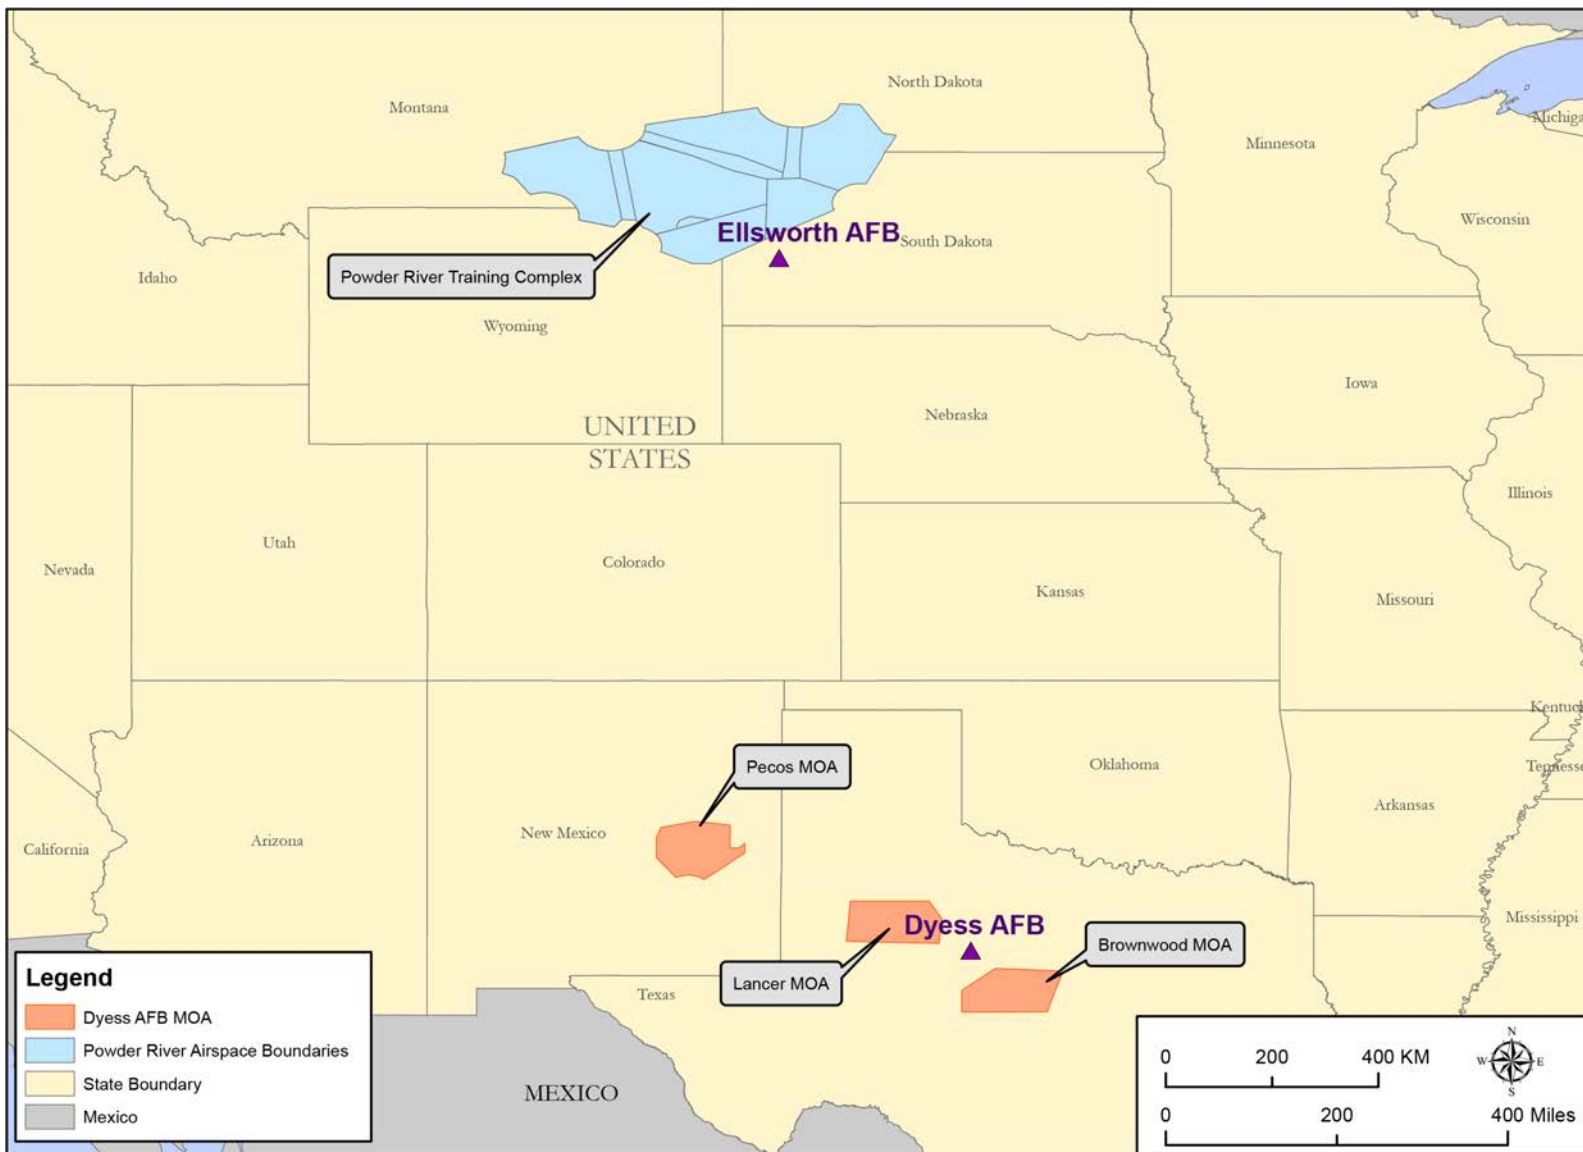 North Dakota
Montana
Michiga
Minnesota
Wisconsin
Ellsworth AFB
South Dakota
Powder River Training Complex
Idaho
Wyoming
Iowa
Nebraska
UNITED
STATES
Illinois
Utah
Colorado
Nevada
Kansas
Missouri
Kentuc
Pecos MOA
Oklahoma
Tennesse
Arkansas
New Mexico
Arizona
California
Dyess AFB
Mississippi
Brownwood MOA
Lancer MOA
Texas
MEXICO
Legend
Dyess AFB MOA
Powder River Airspace Boundaries
State Boundary
Mexico
N
W E
S
0 200 400 KM
0 200 400 Miles